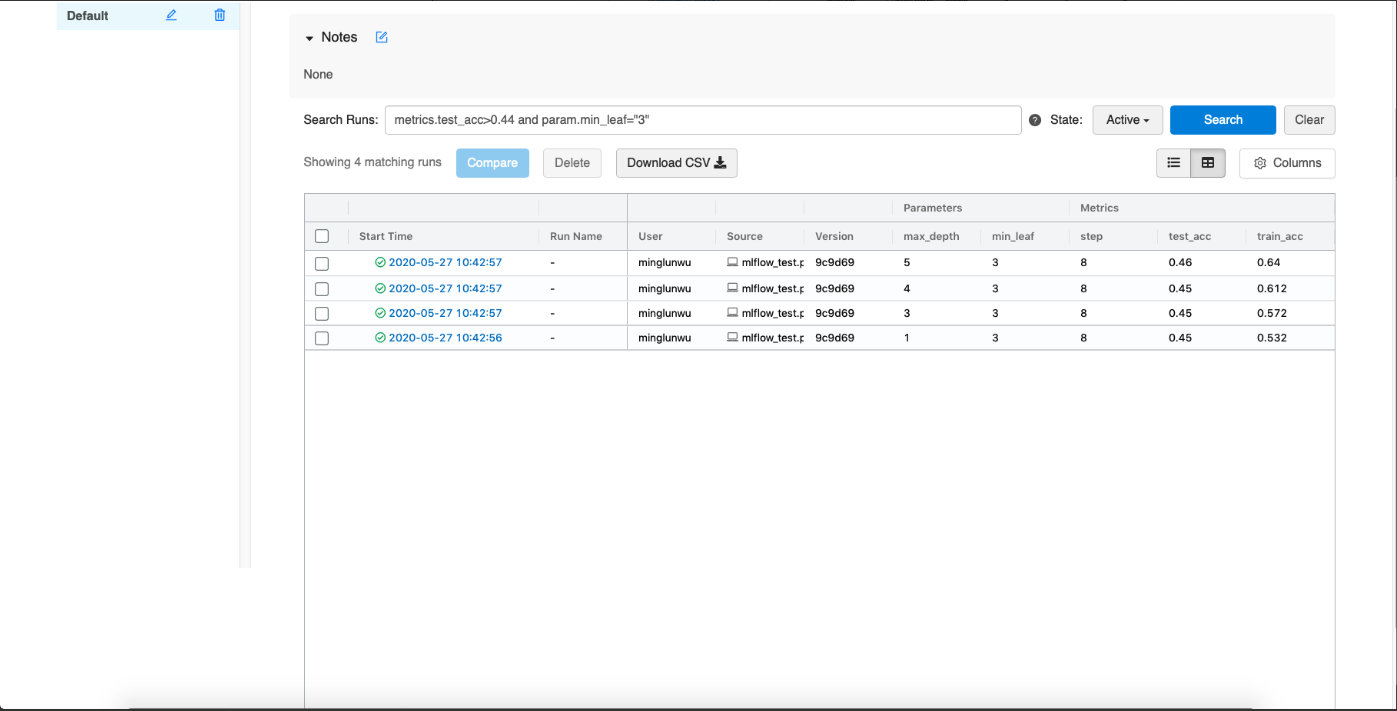 Default
Notes
None
Search Runs: metrics.test_acc>0.44 and param.min_leaf="3" ? State: Active Search Clear
Showing 4 matching runs Compare Delete Download CSV Columns
Parameters Metrics
Start Time Run Name User Source Version max_depth min_leaf step test_acc train_acc
2020-05-27 10:42:57 - minglunwu mlflow_test.p 9c9d69 5 3 8 0.46 0.64
2020-05-27 10:42:57 - minglunwu mlflow_test.p 9c9d69 4 3 8 0.45 0.612
2020-05-27 10:42:57 - minglunwu mlflow_test.p 9c9d69 3 3 8 0.45 0.572
2020-05-27 10:42:56 - minglunwu mlflow_test.p 9c9d69 1 3 8 0.45 0.532